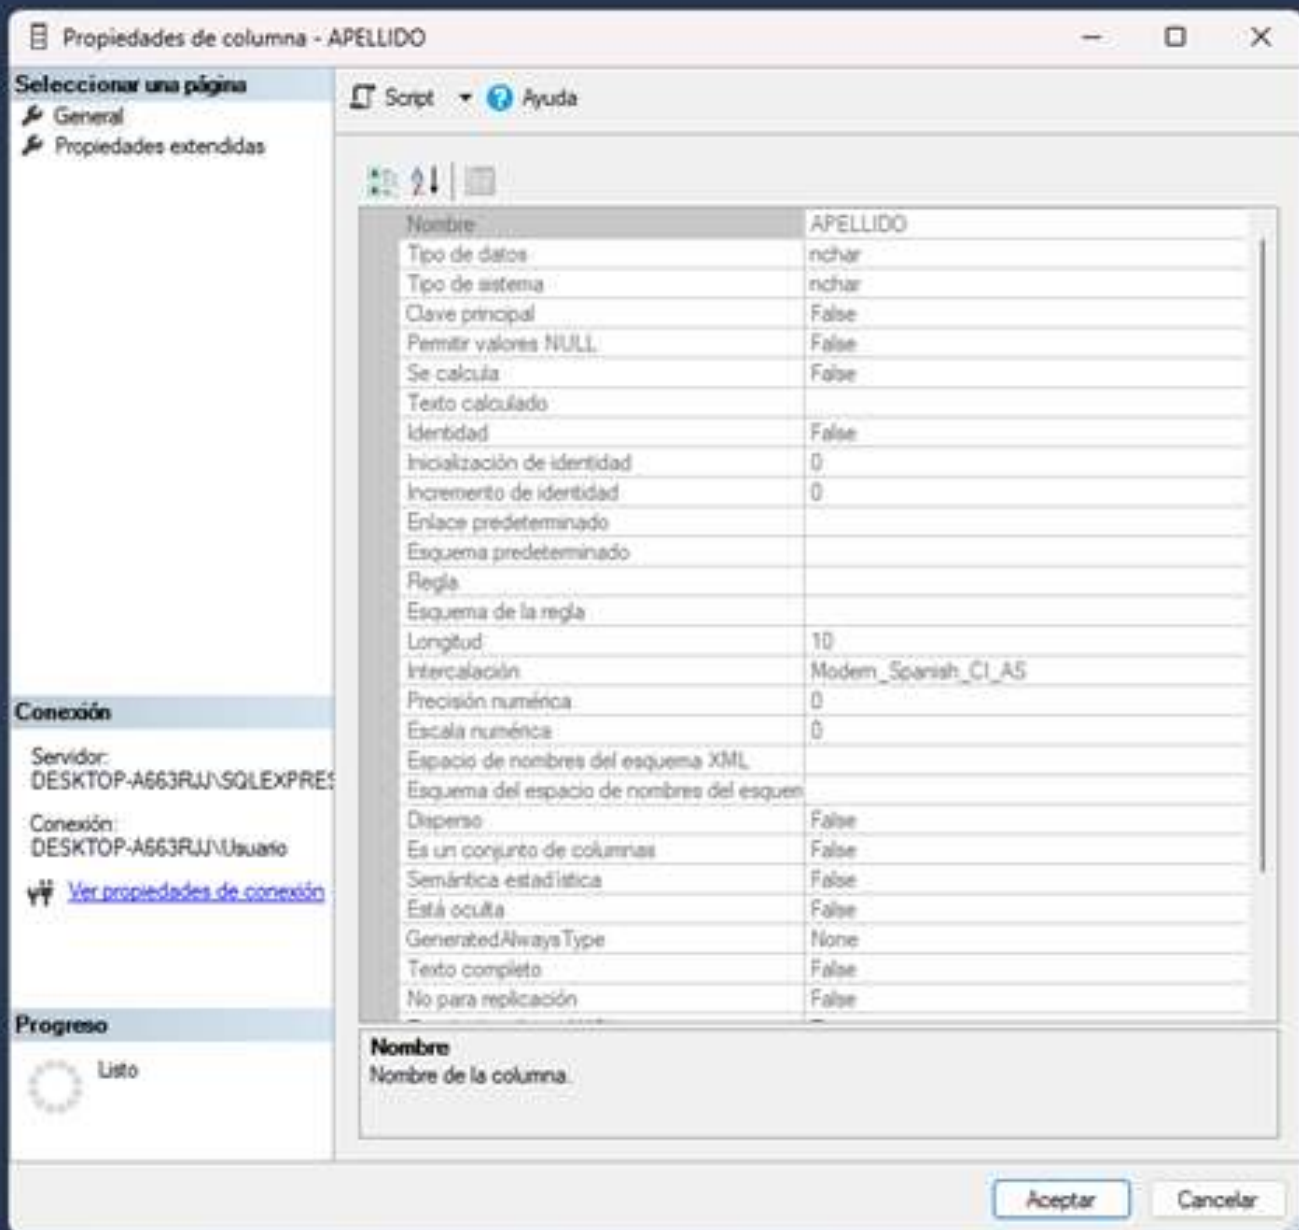 Propiedades de columna - APELLIDO
Seleccionar una página
General
Propiedades extendidas
Script Ayuda
Nombre APELLIDO
Tipo de datos nchar
Tipo de sistema nchar
Clave principal False
Permitir valores NULL False
Se calcula False
Texto calculado
Identidad False
Inicialización de identidad 0
Incremento de identidad 0
Enlace predeterminado
Esquema predeterminado
Regla
Esquema de la regla
Longitud 10
Intercalación Modern_Spanish_CI_AS
Precisión numérica 0
Escala numérica 0
Espacio de nombres del esquema XML
Esquema del espacio de nombres del esquen
Disperso False
Es un conjunto de columnas False
Semántica estadística False
Está oculta False
GeneratedAlwaysType None
Texto completo False
No para replicación False
Conexión
Servidor:
DESKTOP-A663RJJ\SQLEXPRES
Conexión:
DESKTOP-A663RJJ\Usuario
Ver propiedades de conexión
Progreso
Listo
Nombre
Nombre de la columna.
Aceptar Cancelar